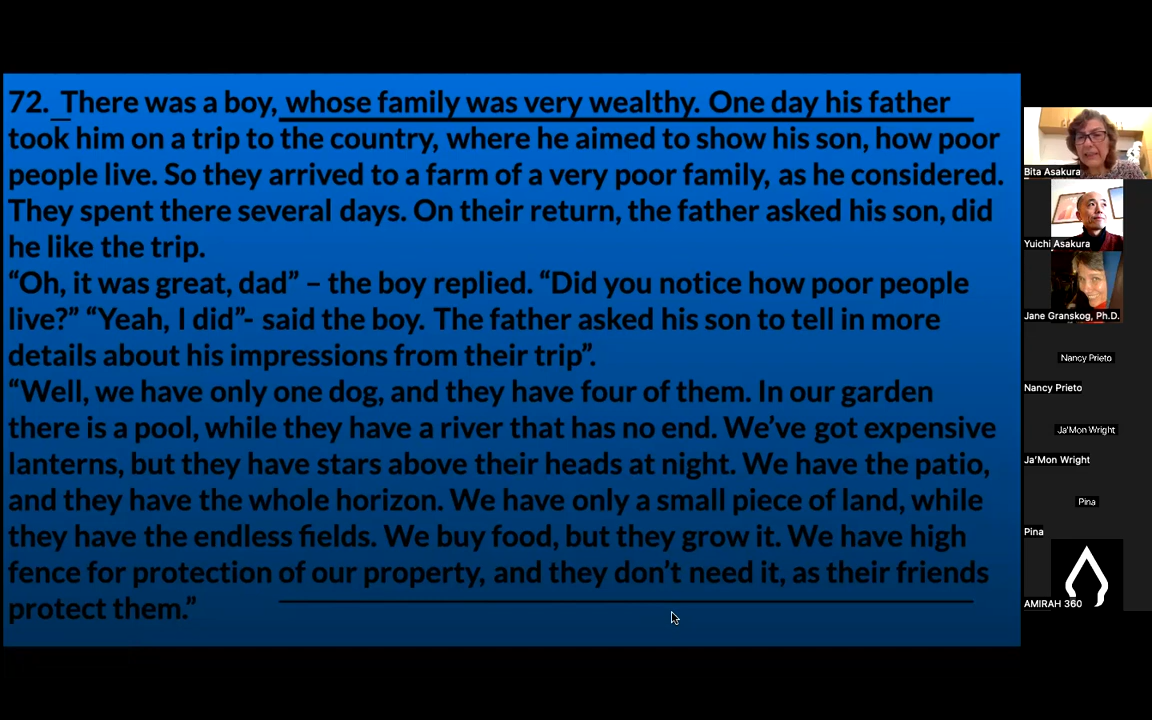 72. There was a boy, whose family was very wealthy. One day his father
took him on a trip to the country, where he aimed to show his son, how poor
people live. So they arrived to a farm of a very poor family, as he considered.
They spent there several days. On their return, the father asked his son, did
he like the trip.
“Oh, it was great, dad” – the boy replied. “Did you notice how poor people
live?” “Yeah, I did”- said the boy. The father asked his son to tell in more
details about his impressions from their trip”.
“Well, we have only one dog, and they have four of them. In our garden
there is a pool, while they have a river that has no end. We’ve got expensive
lanterns, but they have stars above their heads at night. We have the patio,
and they have the whole horizon. We have only a small piece of land, while
they have the endless fields. We buy food, but they grow it. We have high
fence for protection of our property, and they don’t need it, as their friends
protect them.”
Bita Asakura
Yuichi Asakura
Jane Granskog, Ph.D.
Nancy Prieto
Nancy Prieto
Ja’Mon Wright
Ja’Mon Wright
Pina
Pina
AMIRAH 360